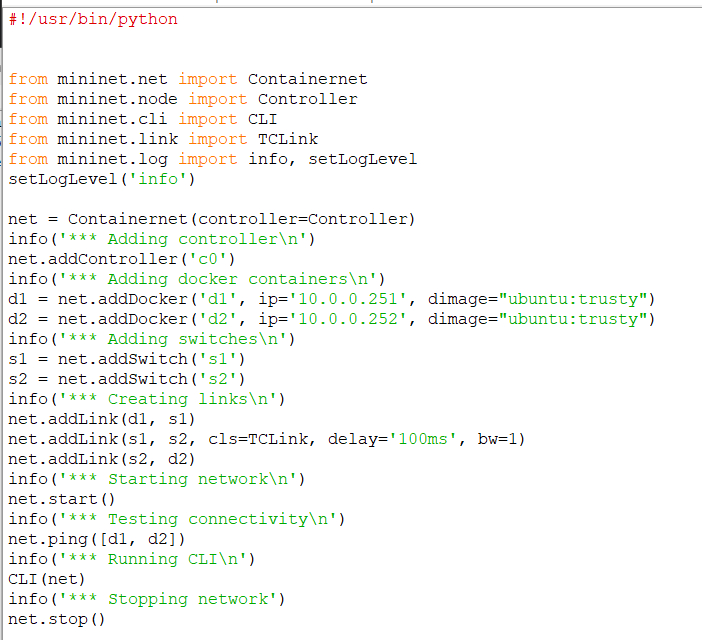 #!/usr/bin/python
from mininet.net import Containernet
from mininet.node import Controller
from mininet.cli import CLI
from mininet.link import TCLink
from mininet.log import info, setLogLevel
setLogLevel('info')
net = Containernet(controller=Controller)
info('*** Adding controller\n')
net.addController('c0')
info('*** Adding docker containers\n')
d1 = net.addDocker('d1', ip='10.0.0.251', dimage="ubuntu:trusty")
d2 = net.addDocker('d2', ip='10.0.0.252', dimage="ubuntu:trusty")
info('*** Adding switches\n')
s1 = net.addSwitch('s1')
s2 = net.addSwitch('s2')
info('*** Creating links\n')
net.addLink(d1, s1)
net.addLink(s1, s2, cls=TCLink, delay='100ms', bw=1)
net.addLink(s2, d2)
info('*** Starting network\n')
net.start()
info('*** Testing connectivity\n')
net.ping([d1, d2])
info('*** Running CLI\n')
CLI(net)
info('*** Stopping network')
net.stop()